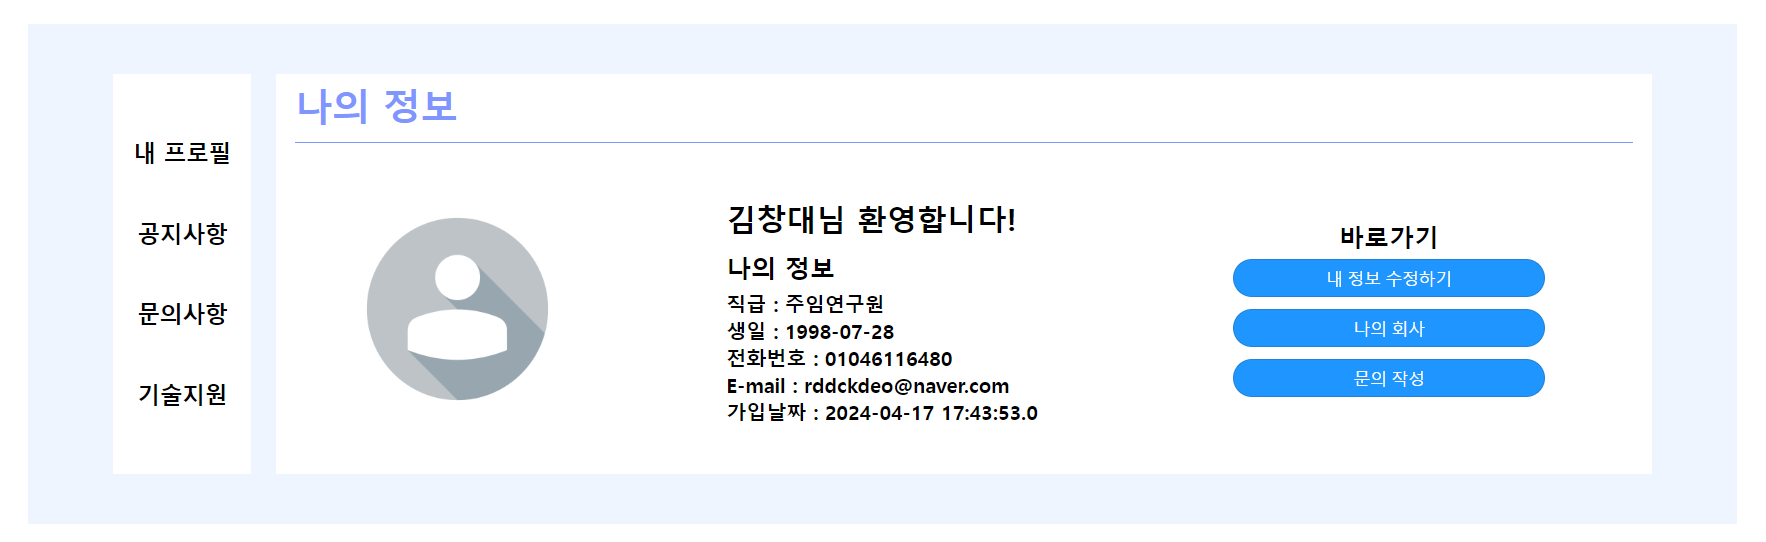 내 프로필
공지사항
문의사항
기술지원
나의 정보
김창대님 환영합니다!
나의 정보
직급 : 주임연구원
생일 : 1998-07-28
전화번호 : 01046116480
E-mail : rddckdeo@naver.com
가입날짜 : 2024-04-17 17:43:53.0
바로가기
내 정보 수정하기
나의 회사
문의 작성